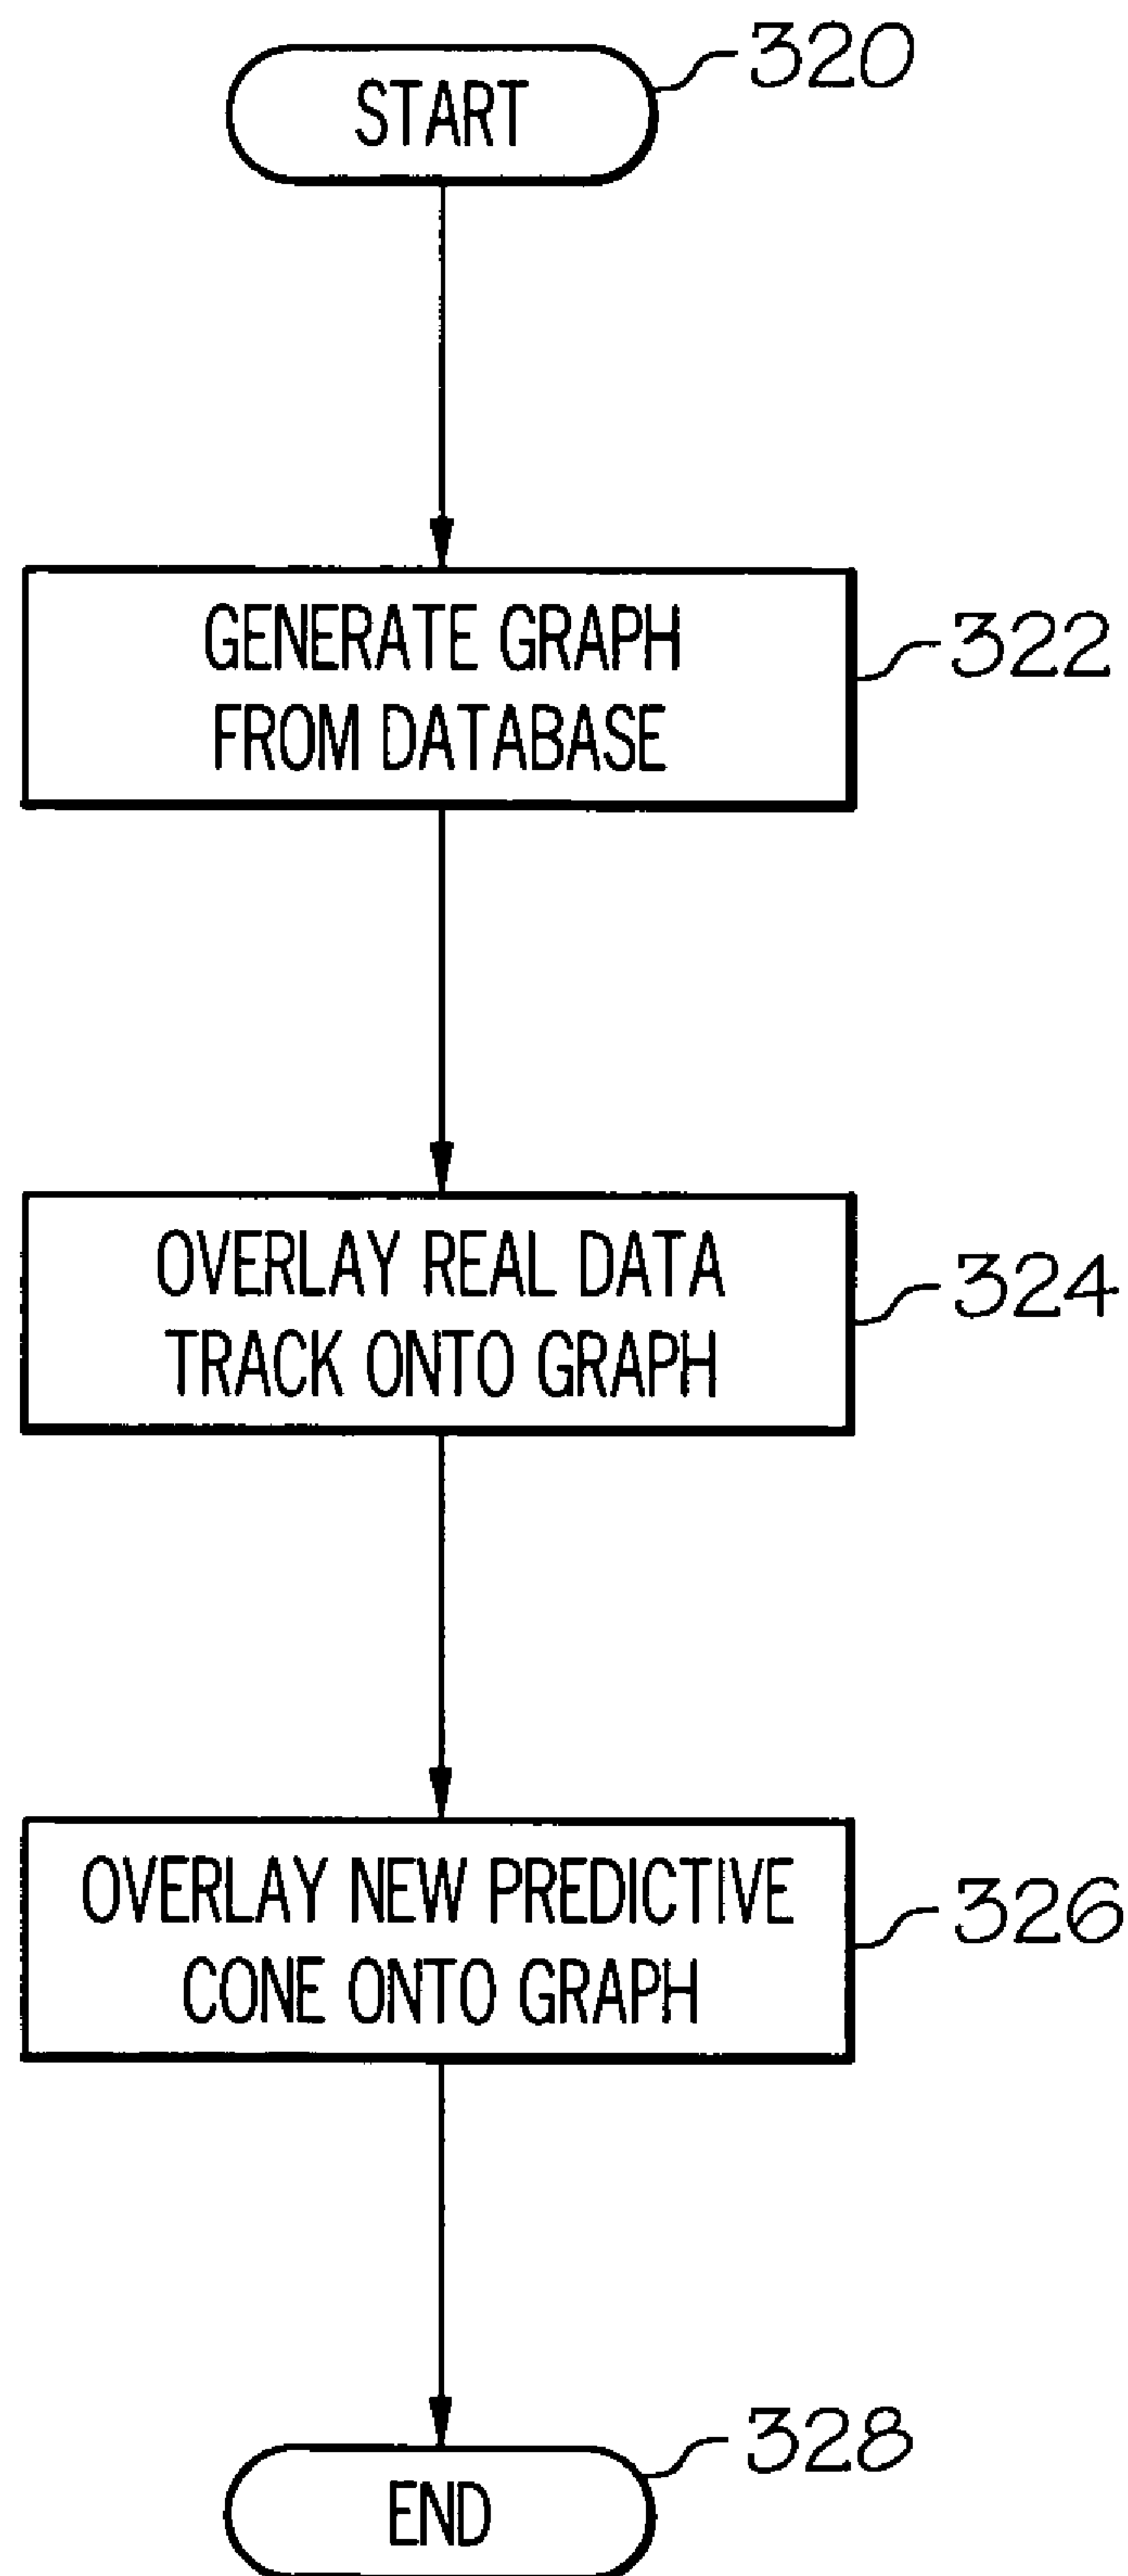 START
320
GENERATE GRAPH
FROM DATABASE
322
OVERLAY REAL DATA
TRACK ONTO GRAPH
324
OVERLAY NEW PREDICTIVE
CONE ONTO GRAPH
326
END
328